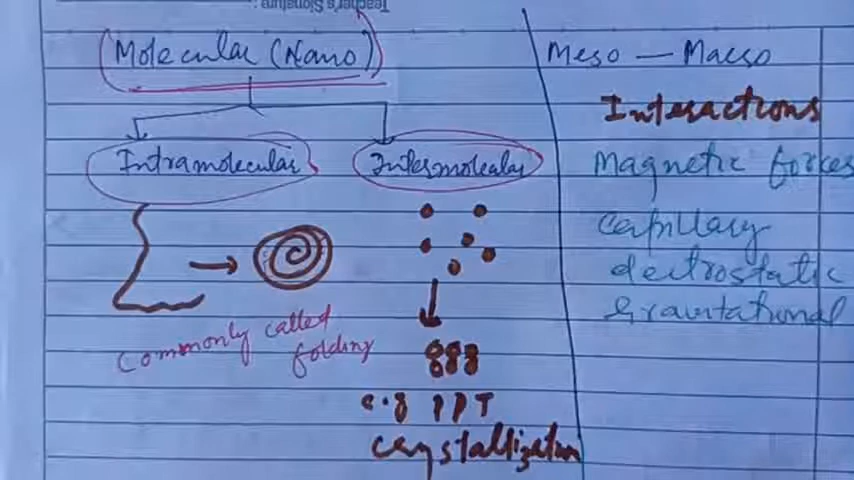 Teacher's Signature :
Molecular (Nano)
Intramolecular
Intermolecular
Commonly called
folding
e.g PPT
Crystallization
Meso — Macro
Interactions
Magnetic forces
Capillary
electrostatic
Gravitational